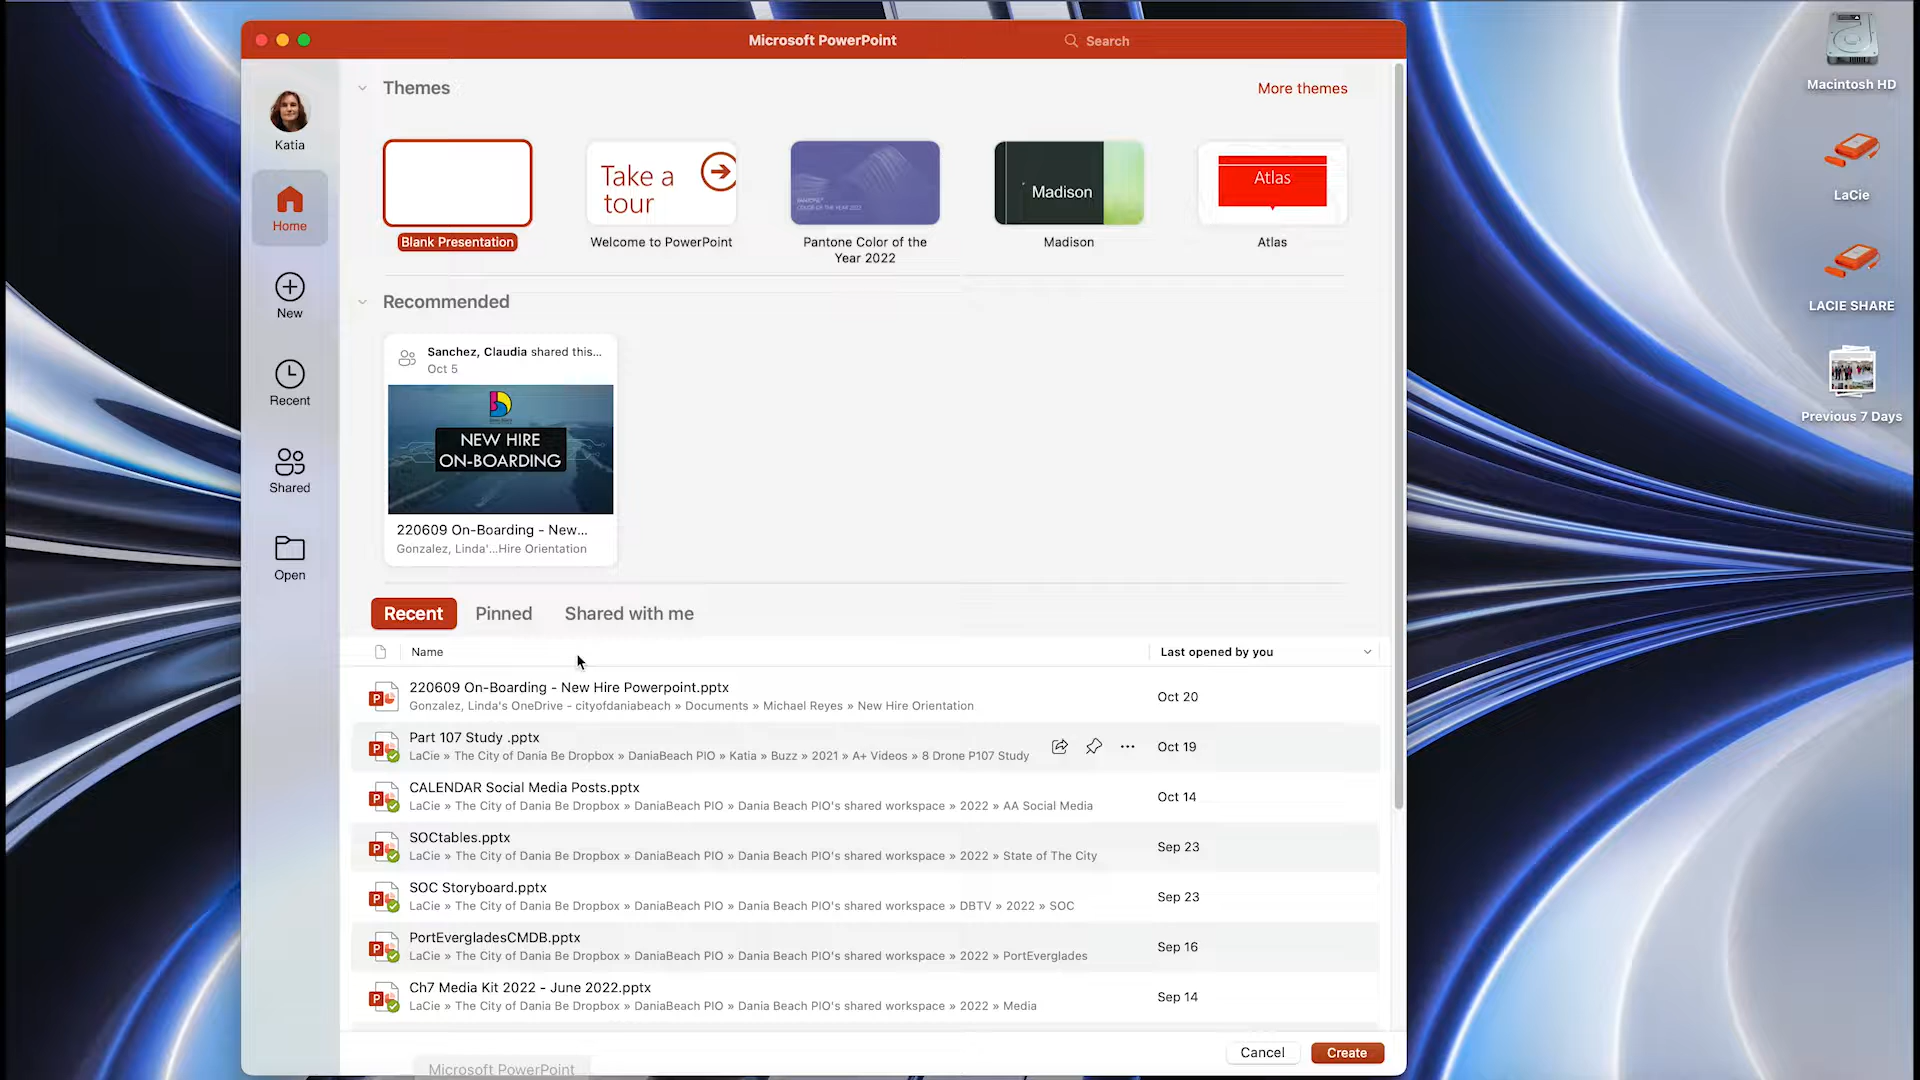 Microsoft PowerPoint
Search
Macintosh HD
LaCie
LACIE SHARE
Previous 7 Days
Katia
Home
New
Recent
Shared
Open
Themes
More themes
Take a
tour
PANTONE
COLOR OF THE YEAR 2022
Madison
Atlas
Blank Presentation
Welcome to PowerPoint
Pantone Color of the
Year 2022
Madison
Atlas
Recommended
Sanchez, Claudia shared this...
Oct 5
NEW HIRE
ON-BOARDING
220609 On-Boarding - New...
Gonzalez, Linda'...Hire Orientation
Recent
Pinned
Shared with me
Name
Last opened by you
220609 On-Boarding - New Hire Powerpoint.pptx
Gonzalez, Linda's OneDrive - cityofdaniabeach » Documents » Michael Reyes » New Hire Orientation
Oct 20
Part 107 Study .pptx
LaCie » The City of Dania Be Dropbox » DaniaBeach PIO » Katia » Buzz » 2021 » A+ Videos » 8 Drone P107 Study
Oct 19
CALENDAR Social Media Posts.pptx
LaCie » The City of Dania Be Dropbox » DaniaBeach PIO » Dania Beach PIO's shared workspace » 2022 » AA Social Media
Oct 14
SOCtables.pptx
LaCie » The City of Dania Be Dropbox » DaniaBeach PIO » Dania Beach PIO's shared workspace » 2022 » State of The City
Sep 23
SOC Storyboard.pptx
LaCie » The City of Dania Be Dropbox » DaniaBeach PIO » Dania Beach PIO's shared workspace » DBTV » 2022 » SOC
Sep 23
PortEvergladesCMDB.pptx
LaCie » The City of Dania Be Dropbox » DaniaBeach PIO » Dania Beach PIO's shared workspace » 2022 » PortEverglades
Sep 16
Ch7 Media Kit 2022 - June 2022.pptx
LaCie » The City of Dania Be Dropbox » DaniaBeach PIO » Dania Beach PIO's shared workspace » 2022 » Media
Sep 14
Cancel
Create
Microsoft PowerPoint